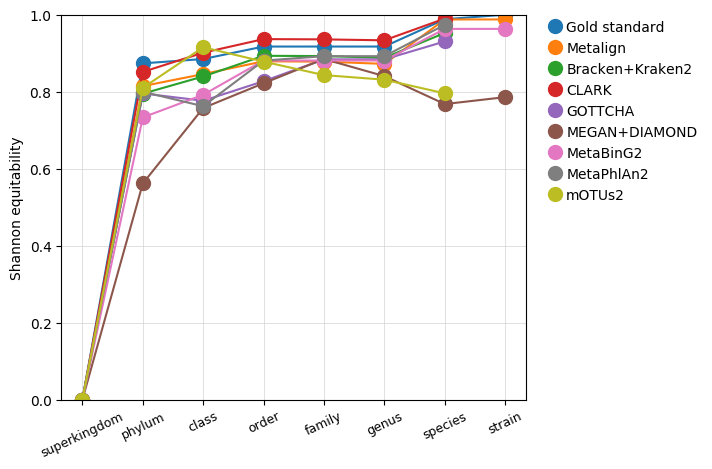 1.0
0.8
0.6
0.4
0.2
0.0
Shannon equitability
superkingdom
phylum
class
order
family
genus
species
strain
Gold standard
Metalign
Bracken+Kraken2
CLARK
GOTTCHA
MEGAN+DIAMOND
MetaBinG2
MetaPhlAn2
mOTUs2